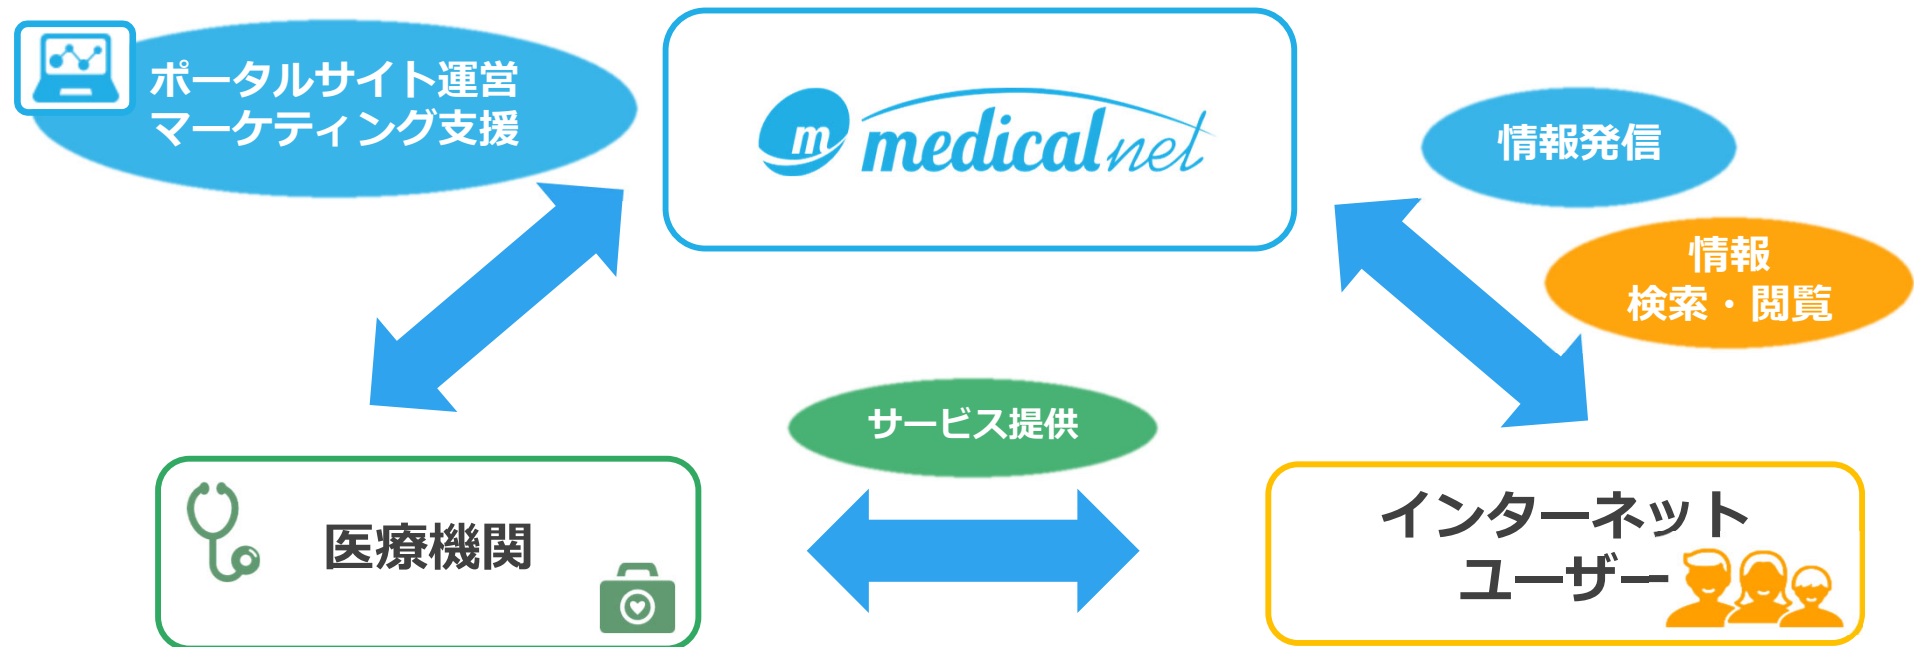 ポータルサイト運営
マーケティング支援
m medicalnet
情報発信
情報
検索・閲覧
サービス提供
医療機関
インターネット
ユーザー